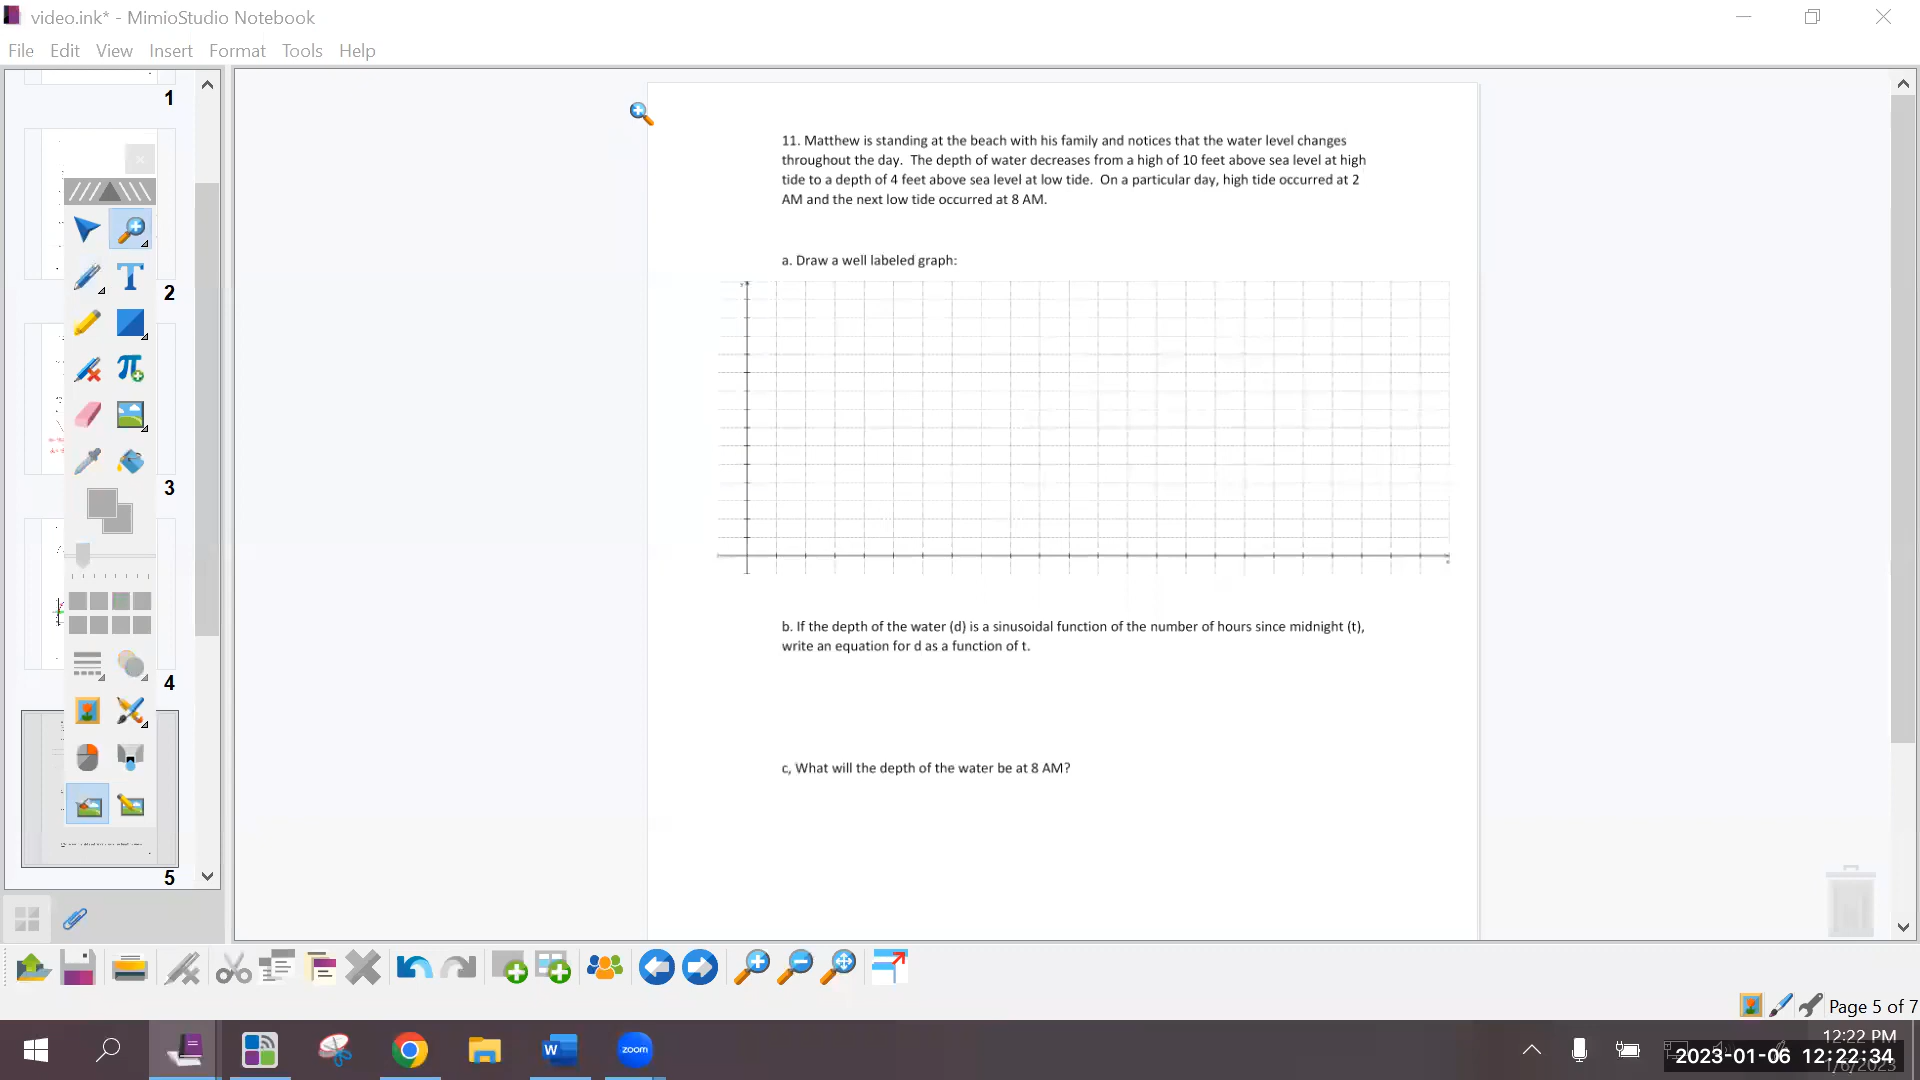 video.ink* - MimioStudio Notebook
File Edit View Insert Format Tools Help
1
2
3
4
5
11. Matthew is standing at the beach with his family and notices that the water level changes
throughout the day. The depth of water decreases from a high of 10 feet above sea level at high
tide to a depth of 4 feet above sea level at low tide. On a particular day, high tide occurred at 2
AM and the next low tide occurred at 8 AM.
a. Draw a well labeled graph:
b. If the depth of the water (d) is a sinusoidal function of the number of hours since midnight (t),
write an equation for d as a function of t.
c, What will the depth of the water be at 8 AM?
Page 5 of 7
zoom
12:22 PM
2023-01-06 12:22:34
1/6/2023